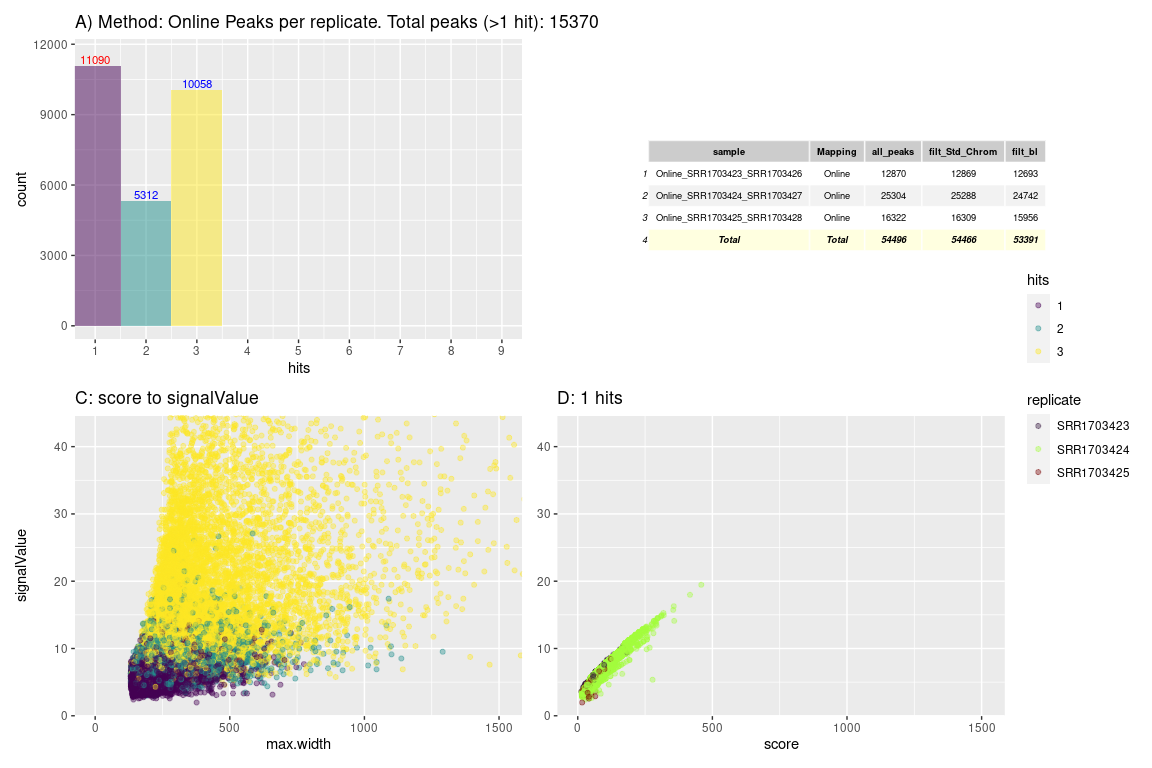 A) Method: Online Peaks per replicate. Total peaks (>1 hit): 15370
12000
9000
6000
3000
0
count
11090
5312
10058
1 2 3 4 5 6 7 8 9
hits
sample Mapping all_peaks filt_Std_Chrom filt_bl
1 Online_SRR1703423_SRR1703426 Online 12870 12869 12693
2 Online_SRR1703424_SRR1703427 Online 25304 25288 24742
3 Online_SRR1703425_SRR1703428 Online 16322 16309 15956
4 Total Total 54496 54466 53391
hits
1
2
3
C: score to signalValue
40
30
20
10
0
signalValue
0 500 1000 1500
max.width
D: 1 hits
40
30
20
10
0
0 500 1000 1500
score
replicate
SRR1703423
SRR1703424
SRR1703425